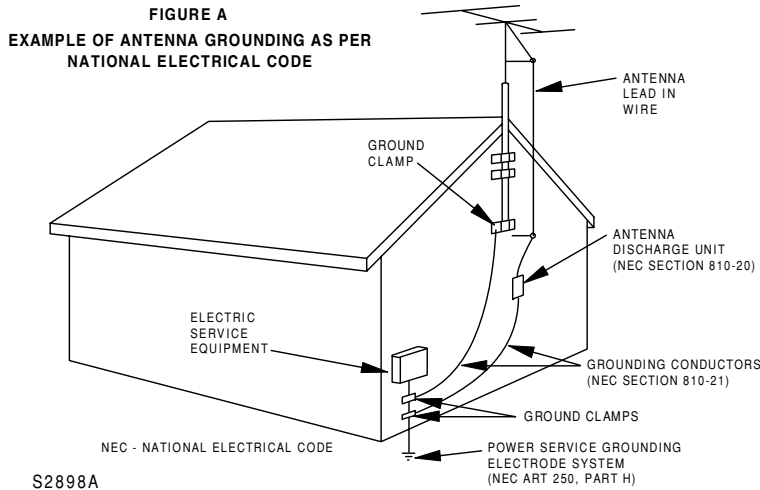 FIGURE A
EXAMPLE OF ANTENNA GROUNDING AS PER
NATIONAL ELECTRICAL CODE
ANTENNA
LEAD IN
WIRE
GROUND
CLAMP
ANTENNA
DISCHARGE UNIT
(NEC SECTION 810-20)
ELECTRIC
SERVICE
EQUIPMENT
GROUNDING CONDUCTORS
(NEC SECTION 810-21)
GROUND CLAMPS
NEC - NATIONAL ELECTRICAL CODE
POWER SERVICE GROUNDING
ELECTRODE SYSTEM
(NEC ART 250, PART H)
S2898A